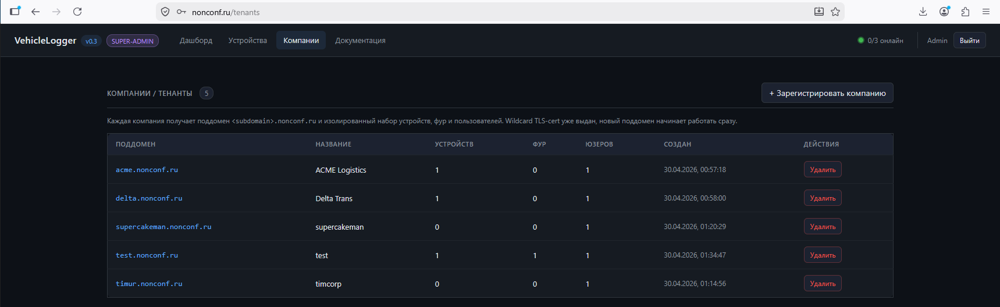 nonconf.ru/tenants
VehicleLogger v0.3 SUPER-ADMIN Дашборд Устройства Компании Документация 0/3 онлайн Admin Выйти
КОМПАНИИ / ТЕНАНТЫ 5 + Зарегистрировать компанию
Каждая компания получает поддомен <subdomain>.nonconf.ru и изолированный набор устройств, фур и пользователей. Wildcard TLS-cert уже выдан, новый поддомен начинает работать сразу.
ПОДДОМЕН НАЗВАНИЕ УСТРОЙСТВ ФУР ЮЗЕРОВ СОЗДАН ДЕЙСТВИЯ
acme.nonconf.ru ACME Logistics 1 0 1 30.04.2026, 00:57:18 Удалить
delta.nonconf.ru Delta Trans 1 0 1 30.04.2026, 00:58:00 Удалить
supercakeman.nonconf.ru supercakeman 0 0 1 30.04.2026, 01:20:29 Удалить
test.nonconf.ru test 1 1 1 30.04.2026, 01:34:47 Удалить
timur.nonconf.ru timcorp 0 0 1 30.04.2026, 01:14:56 Удалить